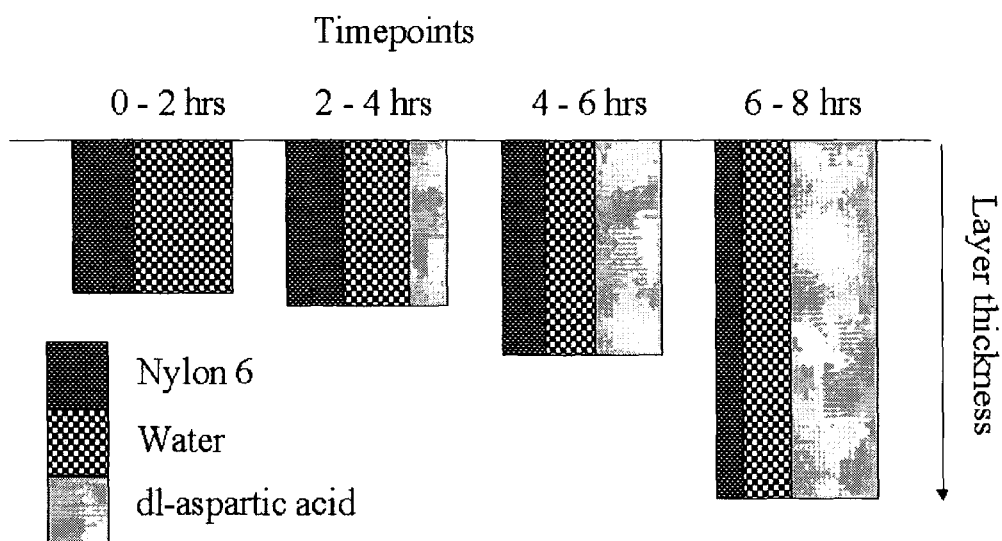 Timepoints
0 - 2 hrs 2 - 4 hrs 4 - 6 hrs 6 - 8 hrs
Layer thickness
Nylon 6
Water
dl-aspartic acid